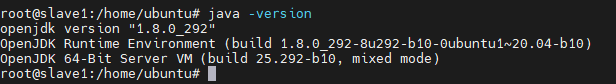 root@slave1:/home/ubuntu# java -version
openjdk version "1.8.0_292"
OpenJDK Runtime Environment (build 1.8.0_292-8u292-b10-0ubuntu1~20.04-b10)
OpenJDK 64-Bit Server VM (build 25.292-b10, mixed mode)
root@slave1:/home/ubuntu#